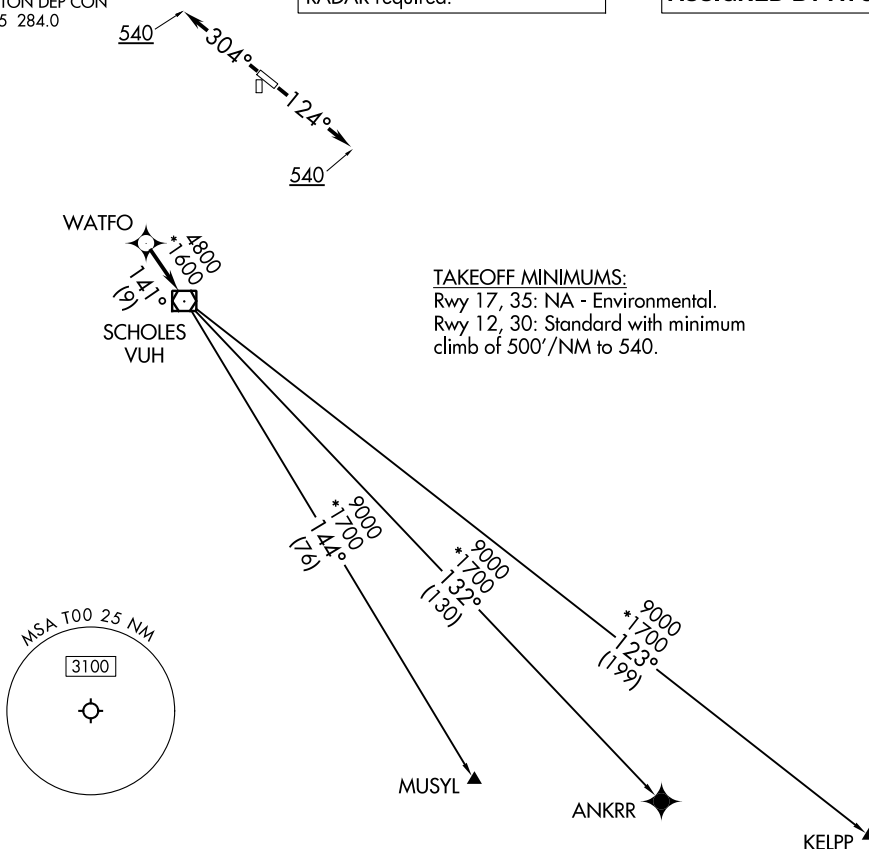 TON DEP CON
5 284.0
RADAR required.
540
304°
124°
540
WATFO
4800
*1600
141°
(9)
SCHOLES
VUH
TAKEOFF MINIMUMS:
Rwy 17, 35: NA - Environmental.
Rwy 12, 30: Standard with minimum
climb of 500'/NM to 540.
9000
*1700
144°
(76)
9000
*1700
132°
(130)
9000
*1700
123°
(199)
MSA T00 25 NM
3100
MUSYL
ANKRR
KELPP